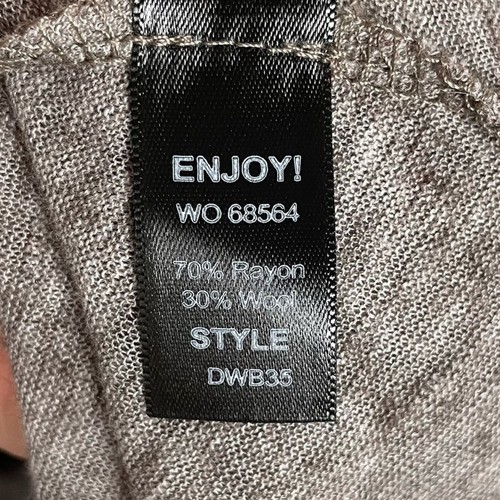 ENJOY!
WO 68564
70% Rayon
30% Wool
STYLE
DWB35